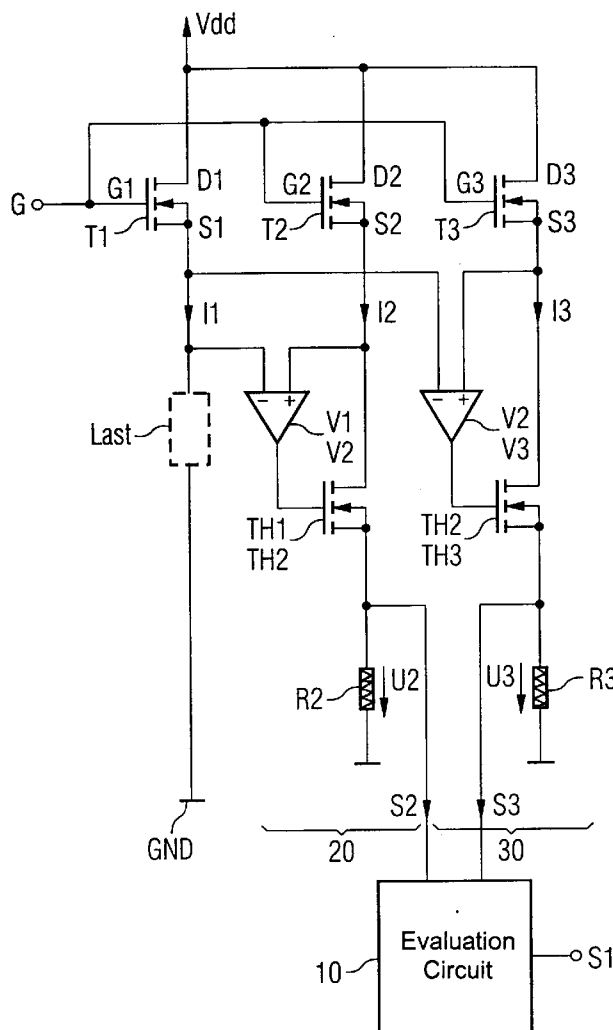 Vdd
G
G1
D1
T1
S1
G2
D2
T2
S2
G3
D3
T3
S3
I1
I2
I3
Last
V1
V2
V2
V3
TH1
TH2
TH2
TH3
R2
U2
U3
R3
S2
S3
GND
20
30
10
Evaluation
Circuit
S1